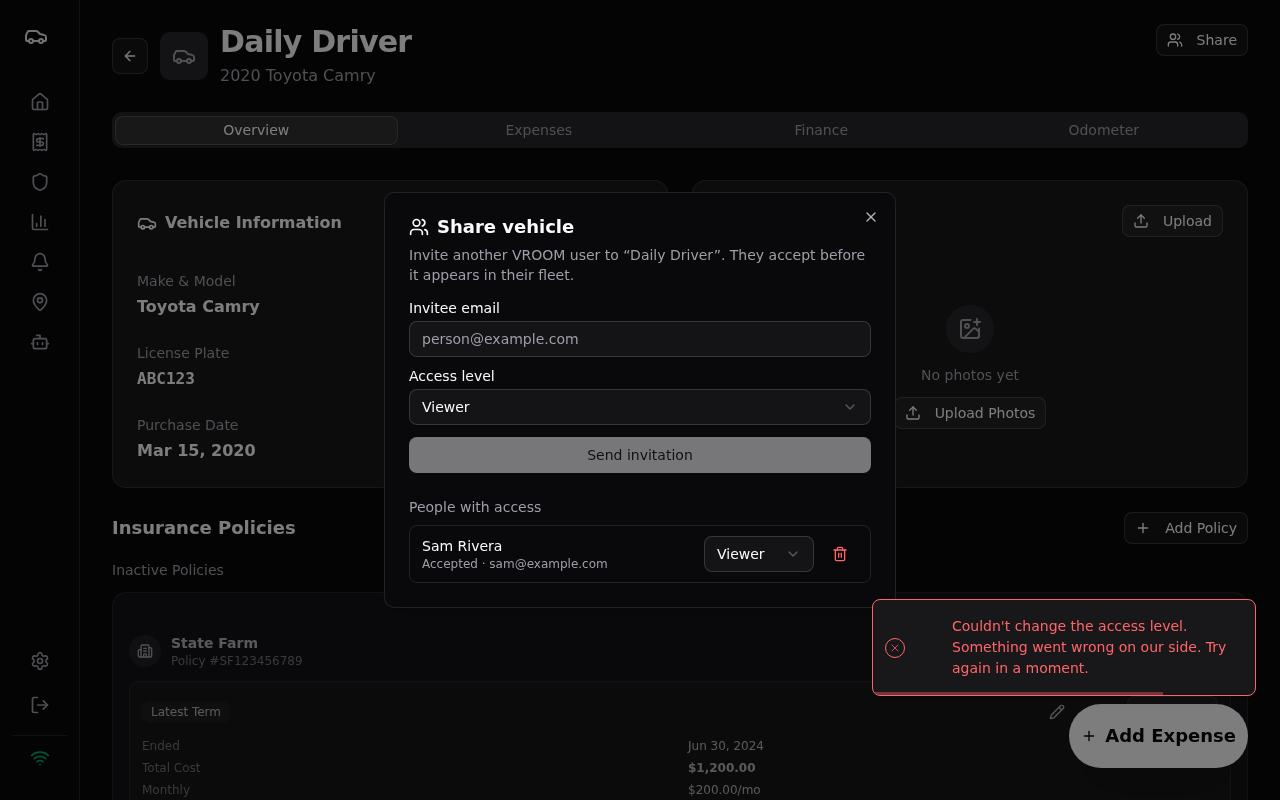 Daily Driver
2020 Toyota Camry
Share
Overview
Expenses
Finance
Odometer
Vehicle Information
Make & Model
Toyota Camry
License Plate
ABC123
Purchase Date
Mar 15, 2020
Upload
No photos yet
Upload Photos
Share vehicle
Invite another VROOM user to “Daily Driver”. They accept before
it appears in their fleet.
Invitee email
person@example.com
Access level
Viewer
Send invitation
People with access
Sam Rivera
Accepted · sam@example.com
Viewer
Insurance Policies
Add Policy
Inactive Policies
State Farm
Policy #SF123456789
Latest Term
Ended
Jun 30, 2024
Total Cost
$1,200.00
Monthly
$200.00/mo
Couldn't change the access level.
Something went wrong on our side. Try
again in a moment.
Add Expense